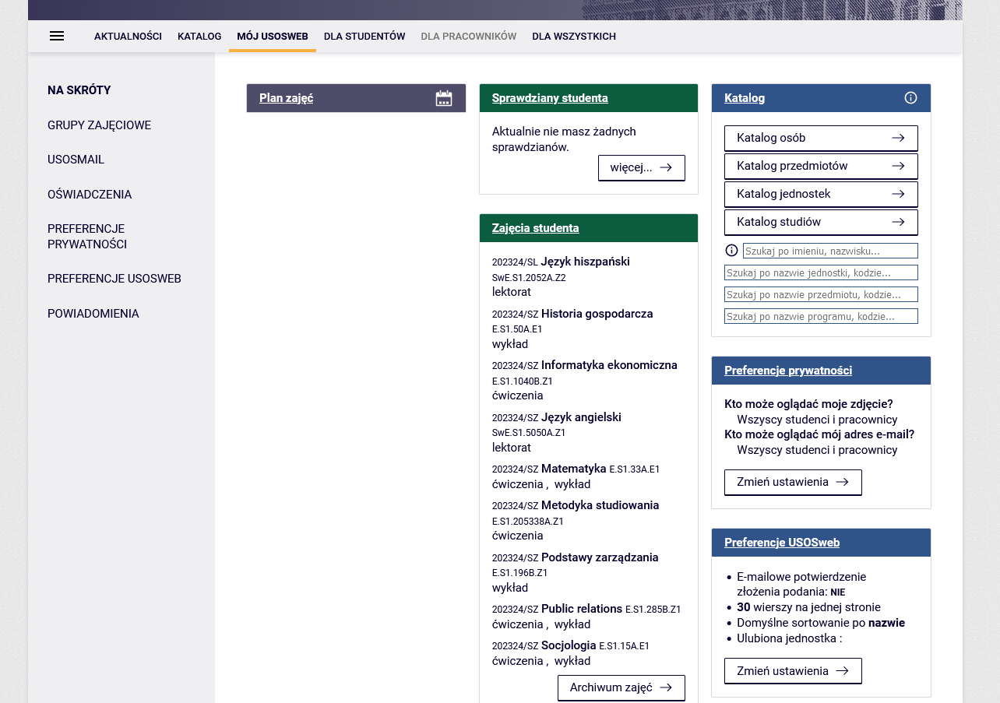 AKTUALNOŚCI KATALOG MÓJ USOSWEB DLA STUDENTÓW DLA PRACOWNIKÓW DLA WSZYSTKICH
NA SKRÓTY
GRUPY ZAJĘCIOWE
USOSMAIL
OŚWIADCZENIA
PREFERENCJE
PRYWATNOŚCI
PREFERENCJE USOSWEB
POWIADOMIENIA
Plan zajęć
Sprawdziany studenta
Aktualnie nie masz żadnych
sprawdzianów.
więcej...
Zajęcia studenta
202324/SL Język hiszpański
SwE.S1.2052A.Z2
lektorat
202324/SZ Historia gospodarcza
E.S1.50A.E1
wykład
202324/SZ Informatyka ekonomiczna
E.S1.1040B.Z1
ćwiczenia
202324/SZ Język angielski
SwE.S1.5050A.Z1
lektorat
202324/SZ Matematyka E.S1.33A.E1
ćwiczenia , wykład
202324/SZ Metodyka studiowania
E.S1.205338A.Z1
ćwiczenia
202324/SZ Podstawy zarządzania
E.S1.196B.Z1
wykład
202324/SZ Public relations E.S1.285B.Z1
ćwiczenia , wykład
202324/SZ Socjologia E.S1.15A.E1
ćwiczenia , wykład
Archiwum zajęć
Katalog
Katalog osób
Katalog przedmiotów
Katalog jednostek
Katalog studiów
Szukaj po imieniu, nazwisku...
Szukaj po nazwie jednostki, kodzie...
Szukaj po nazwie przedmiotu, kodzie...
Szukaj po nazwie programu, kodzie...
Preferencje prywatności
Kto może oglądać moje zdjęcie?
Wszyscy studenci i pracownicy
Kto może oglądać mój adres e-mail?
Wszyscy studenci i pracownicy
Zmień ustawienia
Preferencje USOSweb
• E-mailowe potwierdzenie
złożenia podania: NIE
• 30 wierszy na jednej stronie
• Domyślne sortowanie po nazwie
• Ulubiona jednostka :
Zmień ustawienia